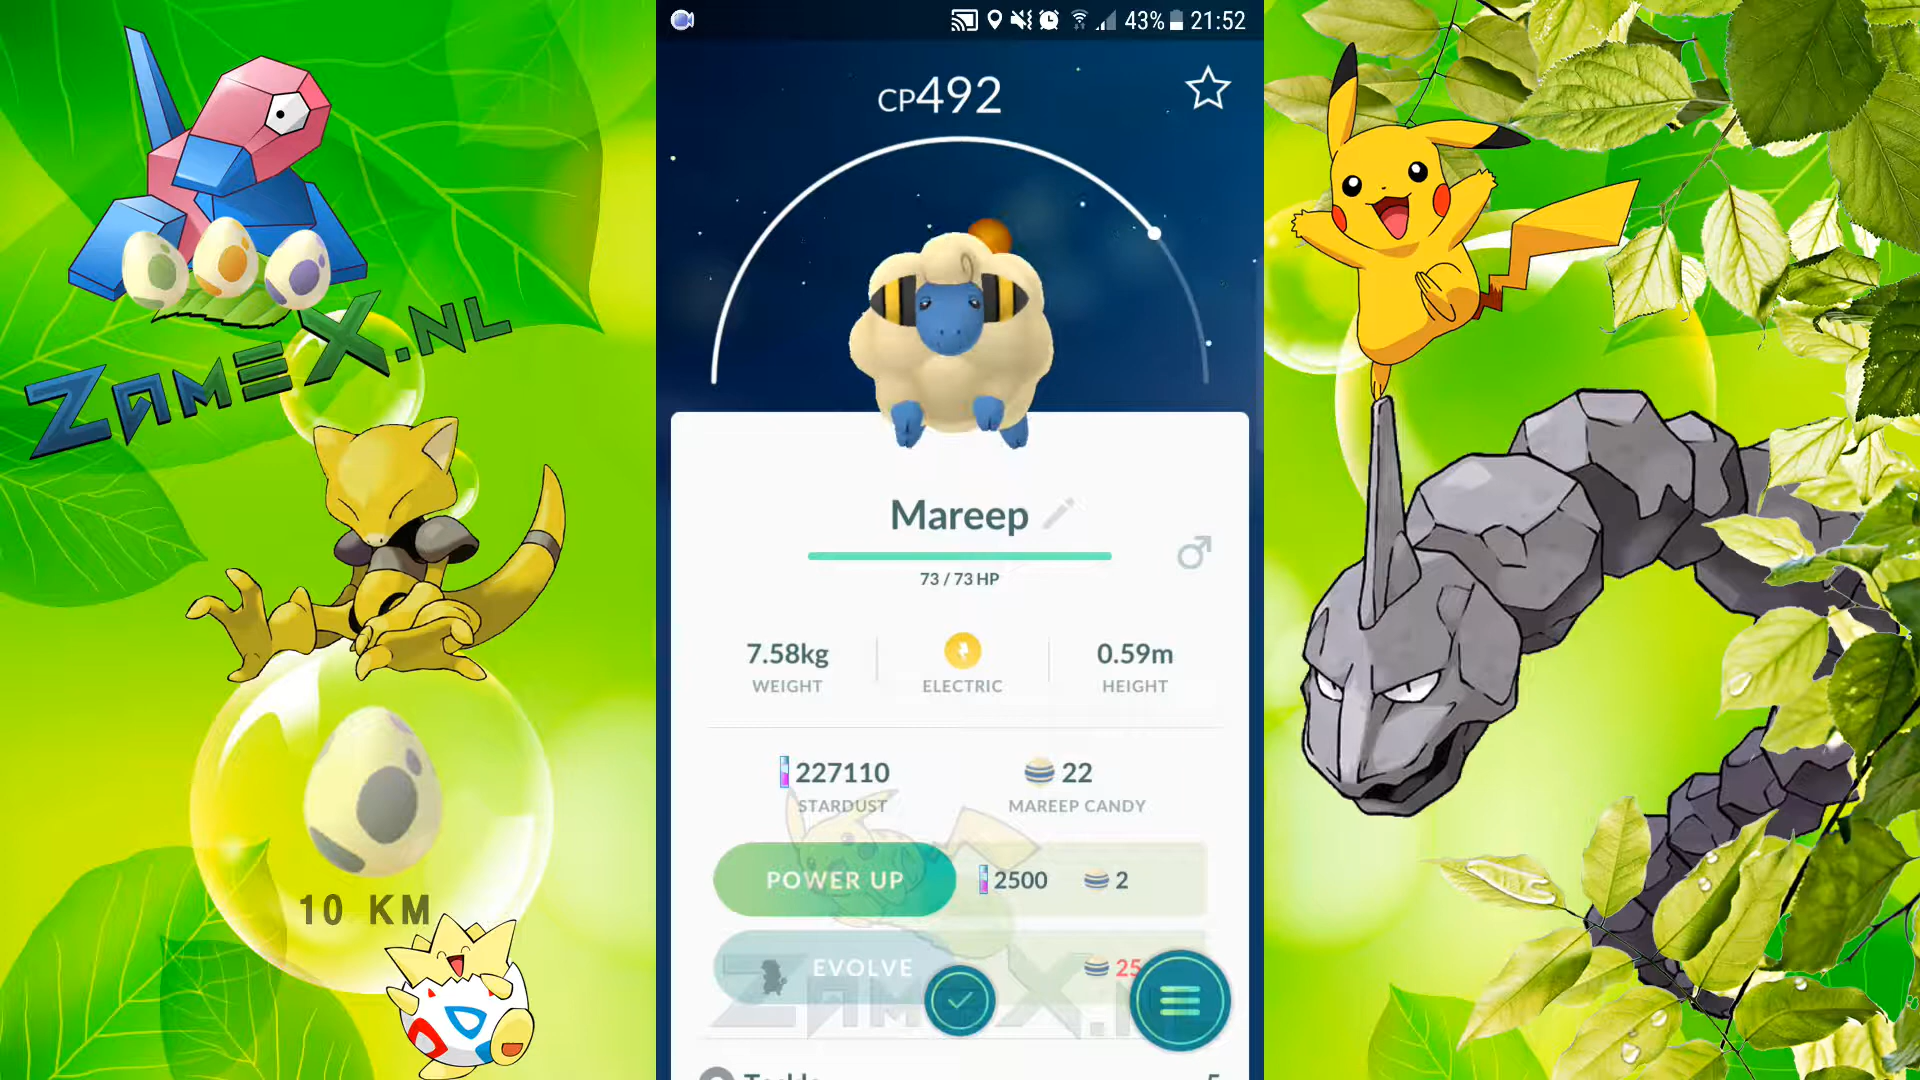 43% 21:52
CP492
ZAMEX.NL
Mareep
73 / 73 HP
7.58kg
WEIGHT
ELECTRIC
0.59m
HEIGHT
227110
STARDUST
22
MAREEP CANDY
POWER UP
2500
2
EVOLVE
25
10 KM
ZAMEX.N